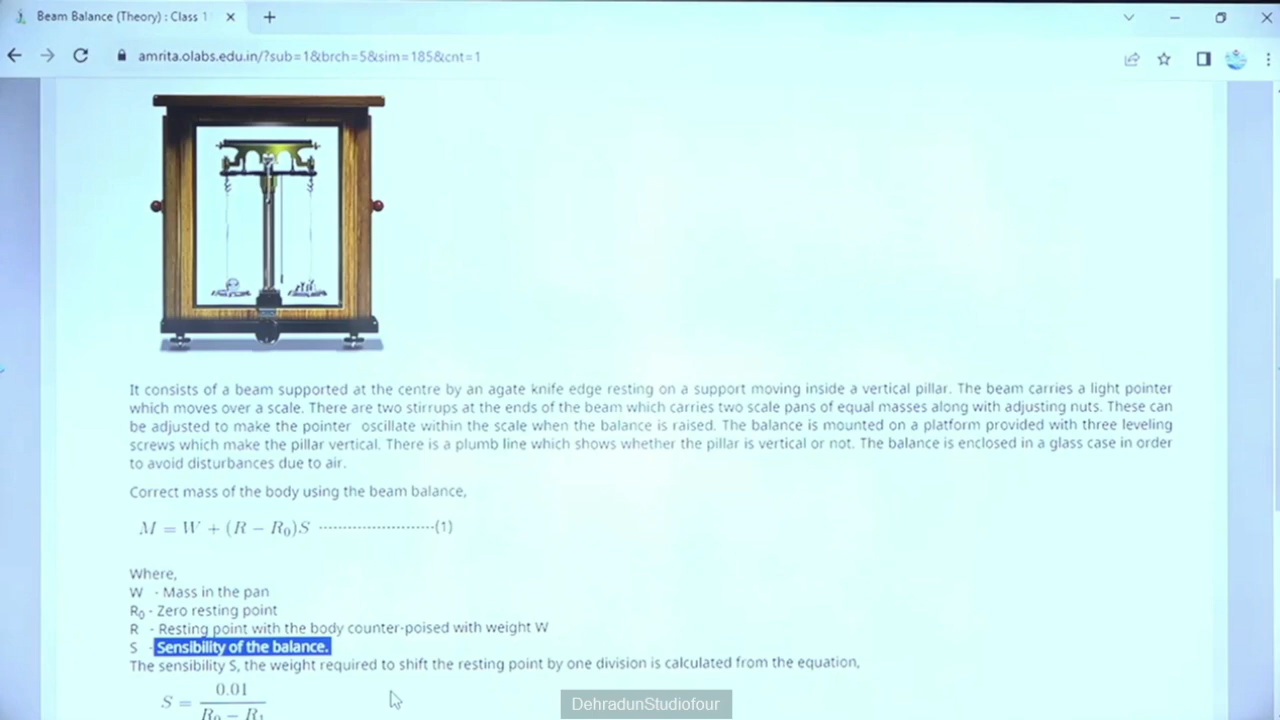 Beam Balance (Theory) : Class 1
amrita.olabs.edu.in/?sub=1&brch=5&sim=185&cnt=1
It consists of a beam supported at the centre by an agate knife edge resting on a support moving inside a vertical pillar. The beam carries a light pointer
which moves over a scale. There are two stirrups at the ends of the beam which carries two scale pans of equal masses along with adjusting nuts. These can
be adjusted to make the pointer oscillate within the scale when the balance is raised. The balance is mounted on a platform provided with three leveling
screws which make the pillar vertical. There is a plumb line which shows whether the pillar is vertical or not. The balance is enclosed in a glass case in order
to avoid disturbances due to air.
Correct mass of the body using the beam balance,
M = W + (R − R₀)S ------------------------(1)
Where,
W - Mass in the pan
R₀ - Zero resting point
R - Resting point with the body counter-poised with weight W
S - Sensibility of the balance.
The sensibility S, the weight required to shift the resting point by one division is calculated from the equation,
S = 0.01 / R₀ − R₁
DehradunStudiofour